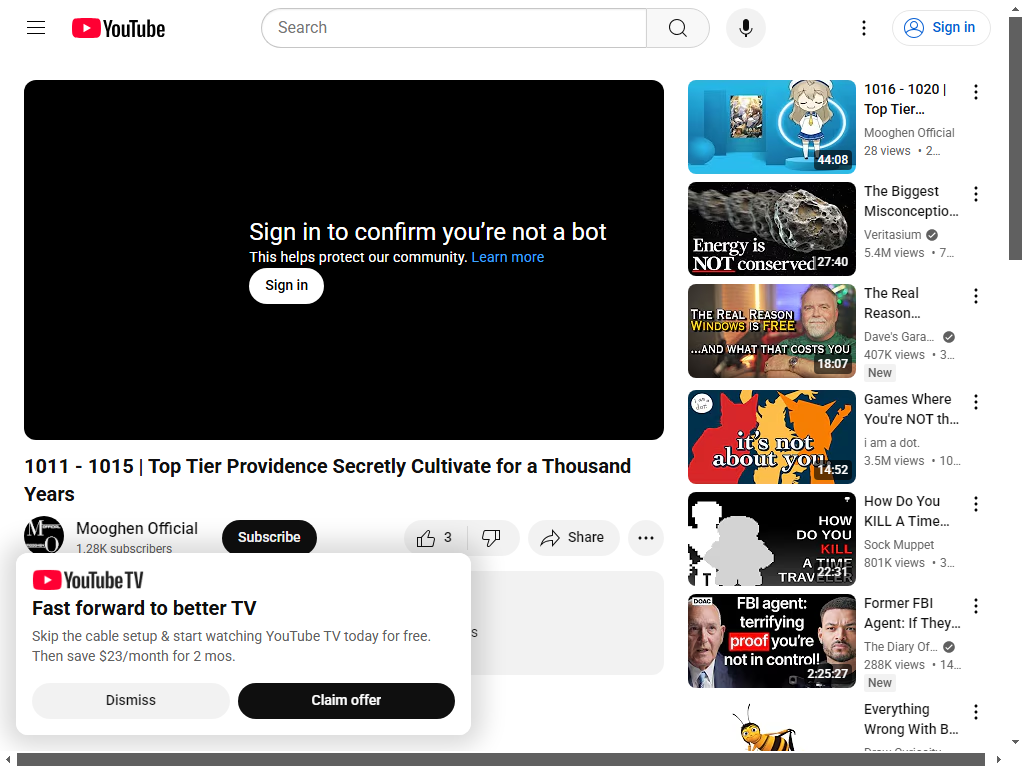 YouTube
Search
Sign in
Sign in to confirm you're not a bot
This helps protect our community. Learn more
Sign in
1011 - 1015 | Top Tier Providence Secretly Cultivate for a Thousand
Years
Mooghen Official
1.28K subscribers
Subscribe
3
Share
YouTube TV
Fast forward to better TV
Skip the cable setup & start watching YouTube TV today for free.
Then save $23/month for 2 mos.
Dismiss
Claim offer
44:08
1016 - 1020 |
Top Tier...
Mooghen Official
28 views • 2...
Energy is
NOT conserved
27:40
The Biggest
Misconceptio...
Veritasium
5.4M views • 7...
THE REAL REASON
WINDOWS IS FREE
...AND WHAT THAT COSTS YOU
18:07
The Real
Reason...
Dave's Gara...
407K views • 3...
New
i am a dot.
it's not
about you
14:52
Games Where
You're NOT th...
i am a dot.
3.5M views • 10...
HOW
DO YOU
KILL
A TIME
TRAVELER
22:31
How Do You
KILL A Time...
Sock Muppet
801K views • 3...
DOAC
FBI agent:
terrifying
proof you're
not in control!
2:25:27
Former FBI
Agent: If They...
The Diary Of...
288K views • 14...
New
Everything
Wrong With B...